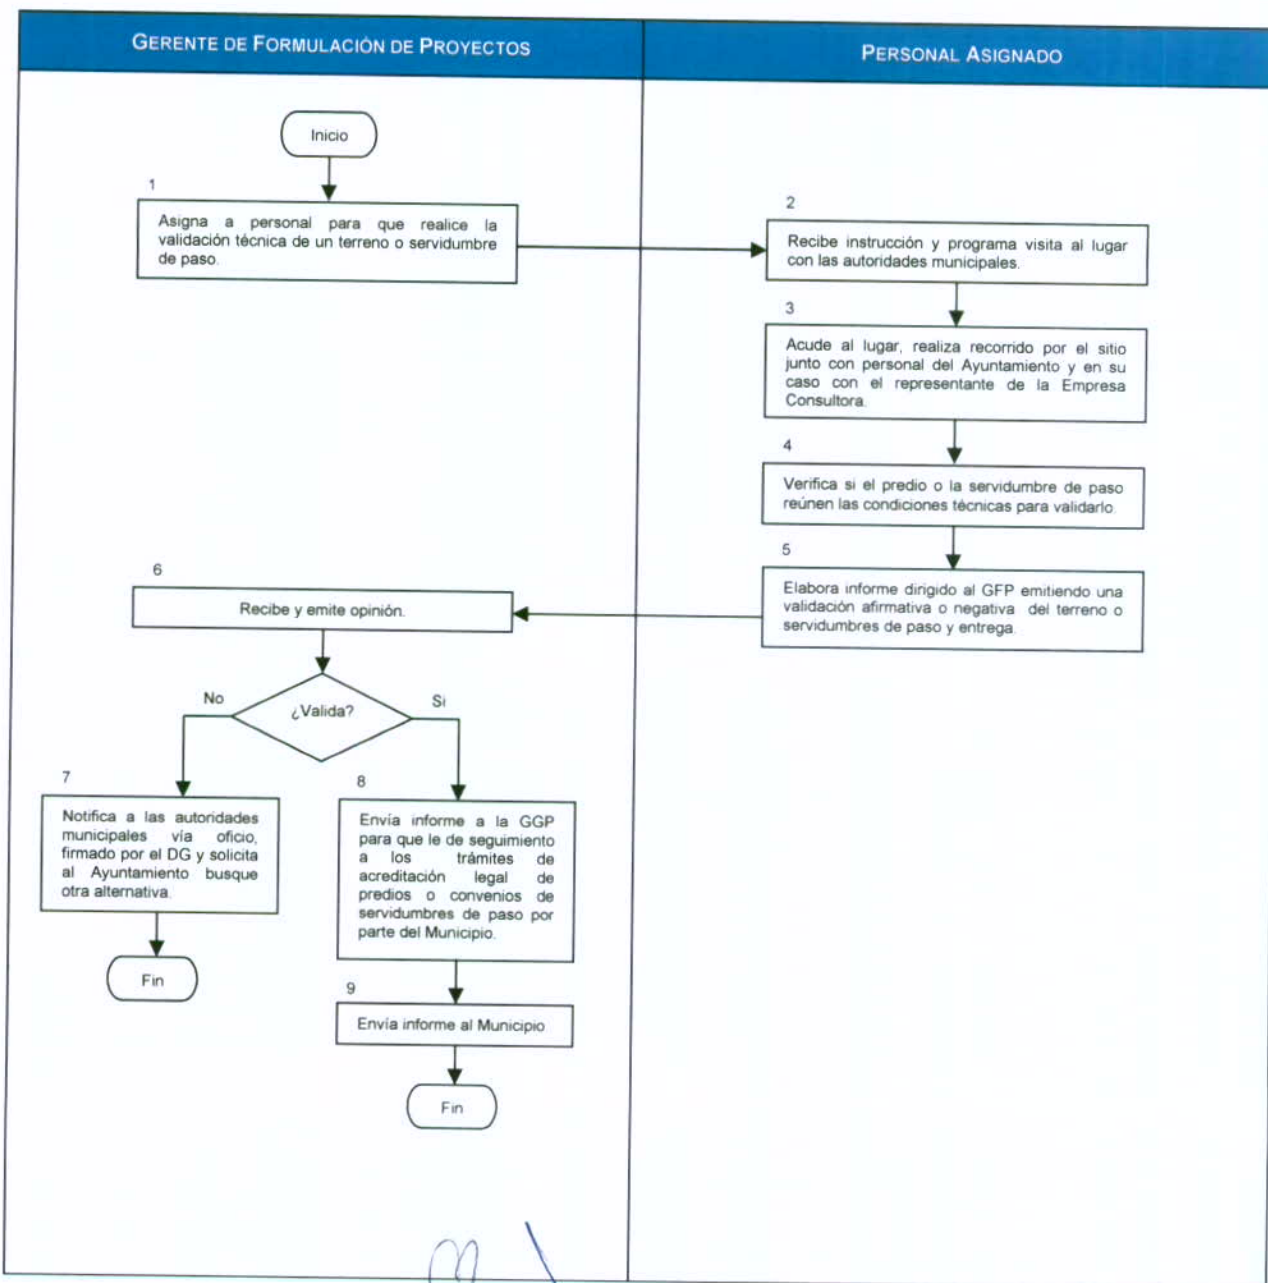 GERENTE DE FORMULACIÓN DE PROYECTOS
PERSONAL ASIGNADO
Inicio
1
Asigna a personal para que realice la
validación técnica de un terreno o servidumbre
de paso.
2
Recibe instrucción y programa visita al lugar
con las autoridades municipales.
3
Acude al lugar, realiza recorrido por el sitio
junto con personal del Ayuntamiento y en su
caso con el representante de la Empresa
Consultora.
4
Verifica si el predio o la servidumbre de paso
reúnen las condiciones técnicas para validarlo.
5
Elabora informe dirigido al GFP emitiendo una
validación afirmativa o negativa del terreno o
servidumbres de paso y entrega.
6
Recibe y emite opinión.
¿Valida?
No
Si
7
Notifica a las autoridades
municipales vía oficio,
firmado por el DG y solicita
al Ayuntamiento busque
otra alternativa.
Fin
8
Envía informe a la GGP
para que le de seguimiento
a los trámites de
acreditación legal de
predios o convenios de
servidumbres de paso por
parte del Municipio.
9
Envía informe al Municipio
Fin